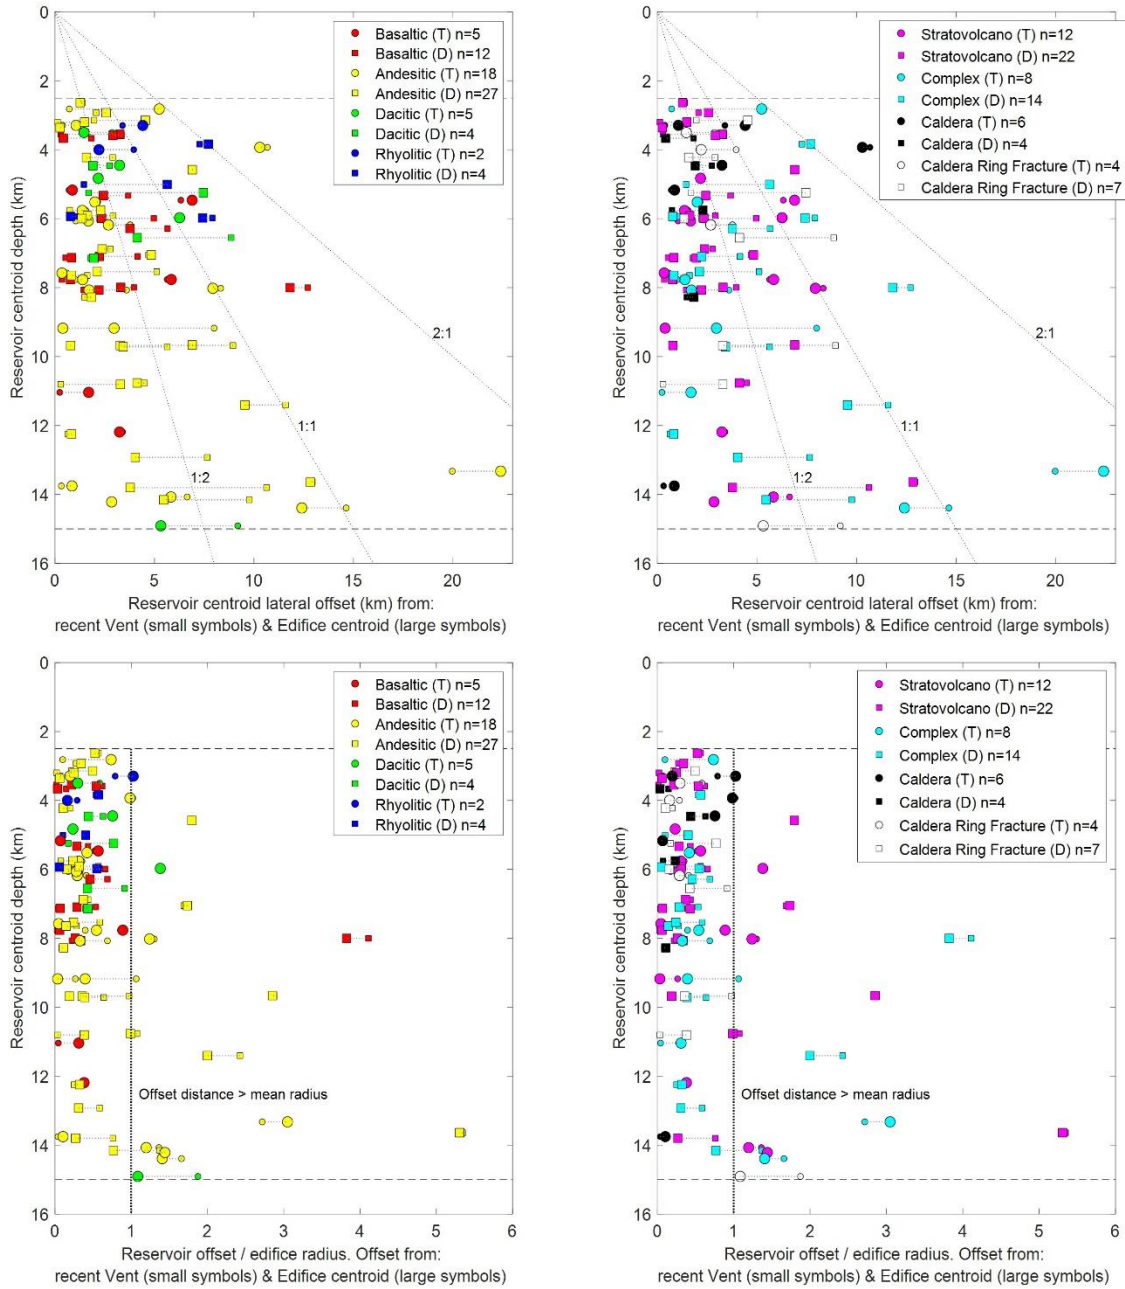 0
2
4
6
8
10
12
14
16
Reservoir centroid depth (km)
Basaltic (T) n=5
Basaltic (D) n=12
Andesitic (T) n=18
Andesitic (D) n=27
Dacitic (T) n=5
Dacitic (D) n=4
Rhyolitic (T) n=2
Rhyolitic (D) n=4
2:1
1:1
1:2
0 5 10 15 20
Reservoir centroid lateral offset (km) from:
recent Vent (small symbols) & Edifice centroid (large symbols)
0
2
4
6
8
10
12
14
16
Reservoir centroid depth (km)
Stratovolcano (T) n=12
Stratovolcano (D) n=22
Complex (T) n=8
Complex (D) n=14
Caldera (T) n=6
Caldera (D) n=4
Caldera Ring Fracture (T) n=4
Caldera Ring Fracture (D) n=7
2:1
1:1
1:2
0 5 10 15 20
Reservoir centroid lateral offset (km) from:
recent Vent (small symbols) & Edifice centroid (large symbols)
0
2
4
6
8
10
12
14
16
Reservoir centroid depth (km)
Basaltic (T) n=5
Basaltic (D) n=12
Andesitic (T) n=18
Andesitic (D) n=27
Dacitic (T) n=5
Dacitic (D) n=4
Rhyolitic (T) n=2
Rhyolitic (D) n=4
Offset distance > mean radius
0 1 2 3 4 5 6
Reservoir offset / edifice radius. Offset from:
recent Vent (small symbols) & Edifice centroid (large symbols)
0
2
4
6
8
10
12
14
16
Reservoir centroid depth (km)
Stratovolcano (T) n=12
Stratovolcano (D) n=22
Complex (T) n=8
Complex (D) n=14
Caldera (T) n=6
Caldera (D) n=4
Caldera Ring Fracture (T) n=4
Caldera Ring Fracture (D) n=7
Offset distance > mean radius
0 1 2 3 4 5 6
Reservoir offset / edifice radius. Offset from:
recent Vent (small symbols) & Edifice centroid (large symbols)